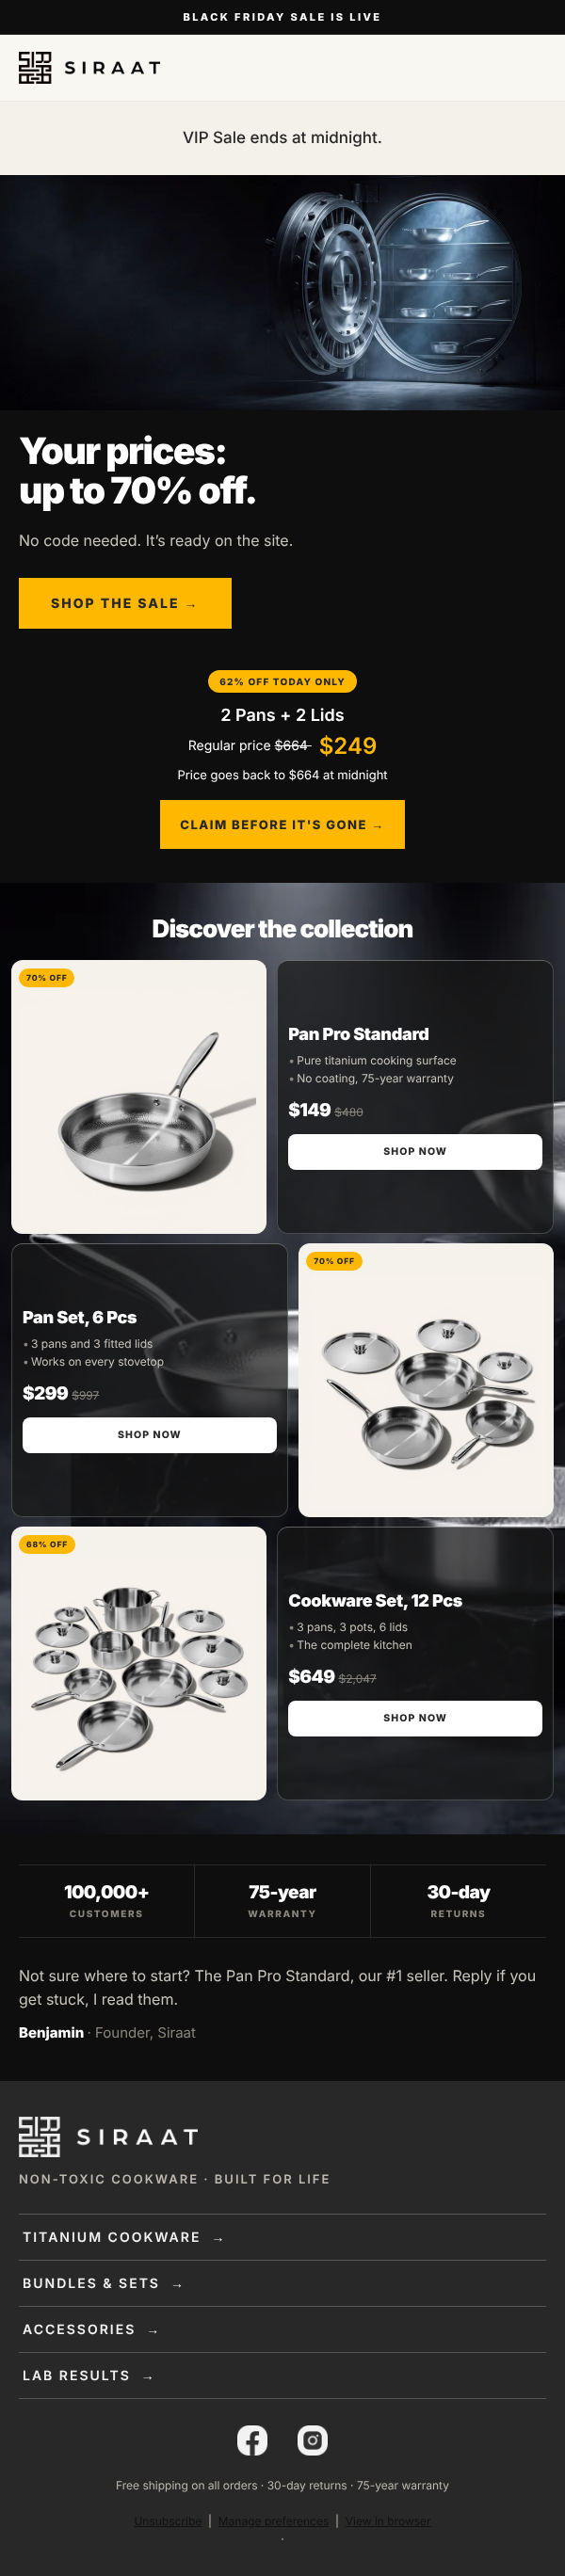 BLACK FRIDAY SALE IS LIVE
SIRAAT
VIP Sale ends at midnight.
Your prices:
up to 70% off.
No code needed. It’s ready on the site.
SHOP THE SALE →
62% OFF TODAY ONLY
2 Pans + 2 Lids
Regular price $664 $249
Price goes back to $664 at midnight
CLAIM BEFORE IT'S GONE →
Discover the collection
70% OFF
Pan Pro Standard
• Pure titanium cooking surface
• No coating, 75-year warranty
$149 $480
SHOP NOW
Pan Set, 6 Pcs
• 3 pans and 3 fitted lids
• Works on every stovetop
$299 $997
SHOP NOW
70% OFF
68% OFF
Cookware Set, 12 Pcs
• 3 pans, 3 pots, 6 lids
• The complete kitchen
$649 $2,047
SHOP NOW
100,000+
CUSTOMERS
75-year
WARRANTY
30-day
RETURNS
Not sure where to start? The Pan Pro Standard, our #1 seller. Reply if you
get stuck, I read them.
Benjamin · Founder, Siraat
SIRAAT
NON-TOXIC COOKWARE · BUILT FOR LIFE
TITANIUM COOKWARE →
BUNDLES & SETS →
ACCESSORIES →
LAB RESULTS →
Free shipping on all orders · 30-day returns · 75-year warranty
Unsubscribe | Manage preferences | View in browser
.